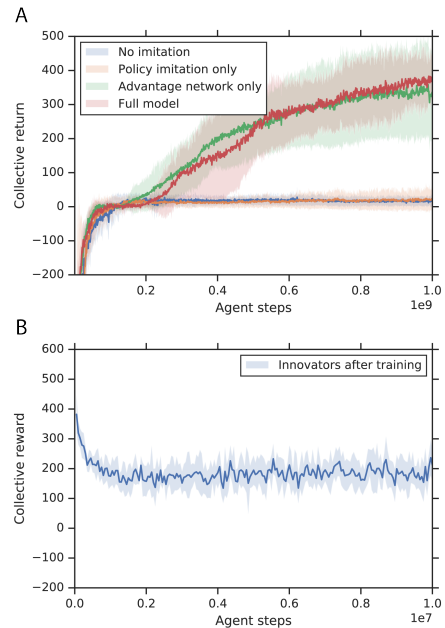 A
500
400
300
200
100
0
−100
−200
Collective return
No imitation
Policy imitation only
Advantage network only
Full model
0.2
0.4
0.6
0.8
1.0
1e9
Agent steps
B
600
500
400
300
200
100
0
−100
−200
Collective reward
Innovators after training
0.0
0.2
0.4
0.6
0.8
1.0
1e7
Agent steps